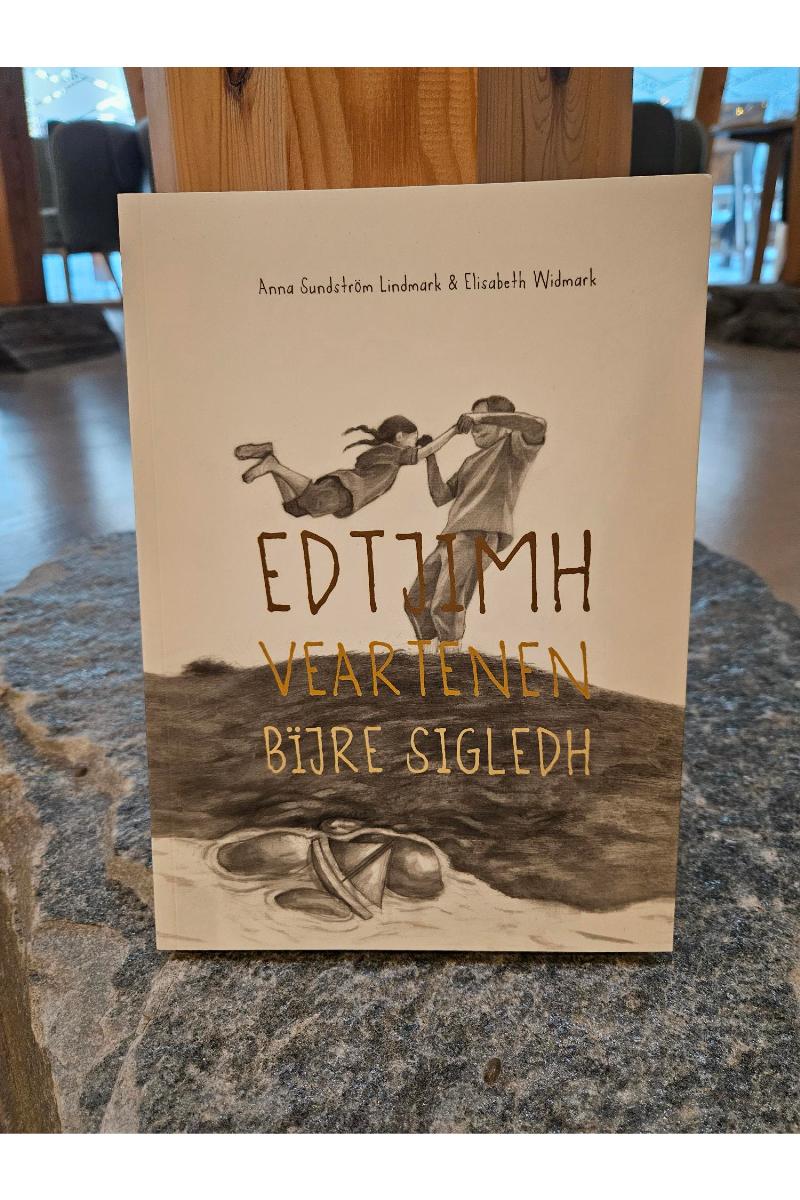 Anna Sundström Lindmark & Elisabeth Widmark
EDTJIMH
VEARTENEN
BÏJRE SIGLEDH